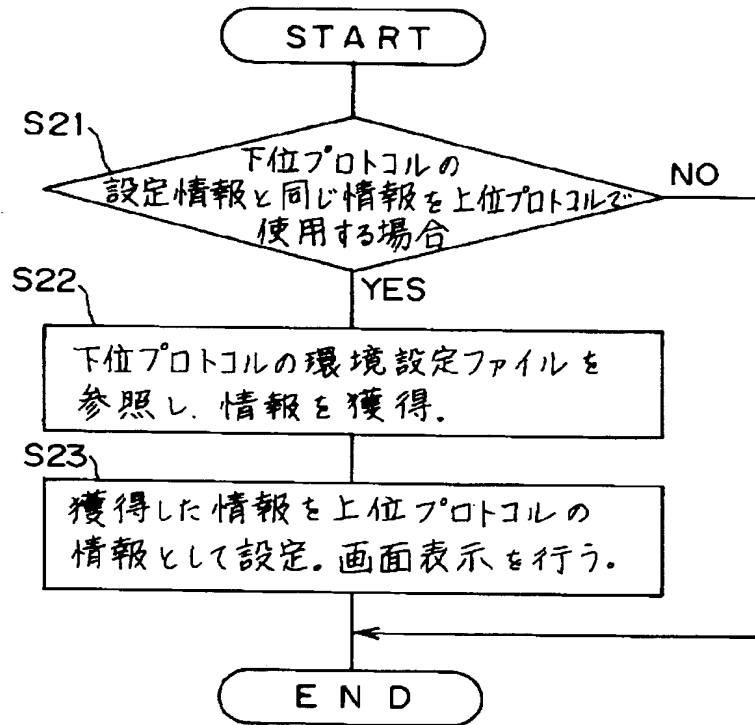 START
S21
下位プロトコルの
設定情報と同じ情報を上位プロトコルで
使用する場合
NO
YES
S22
下位プロトコルの環境設定ファイルを
参照し、情報を獲得.
S23
獲得した情報を上位プロトコルの
情報として設定。画面表示を行う。
END